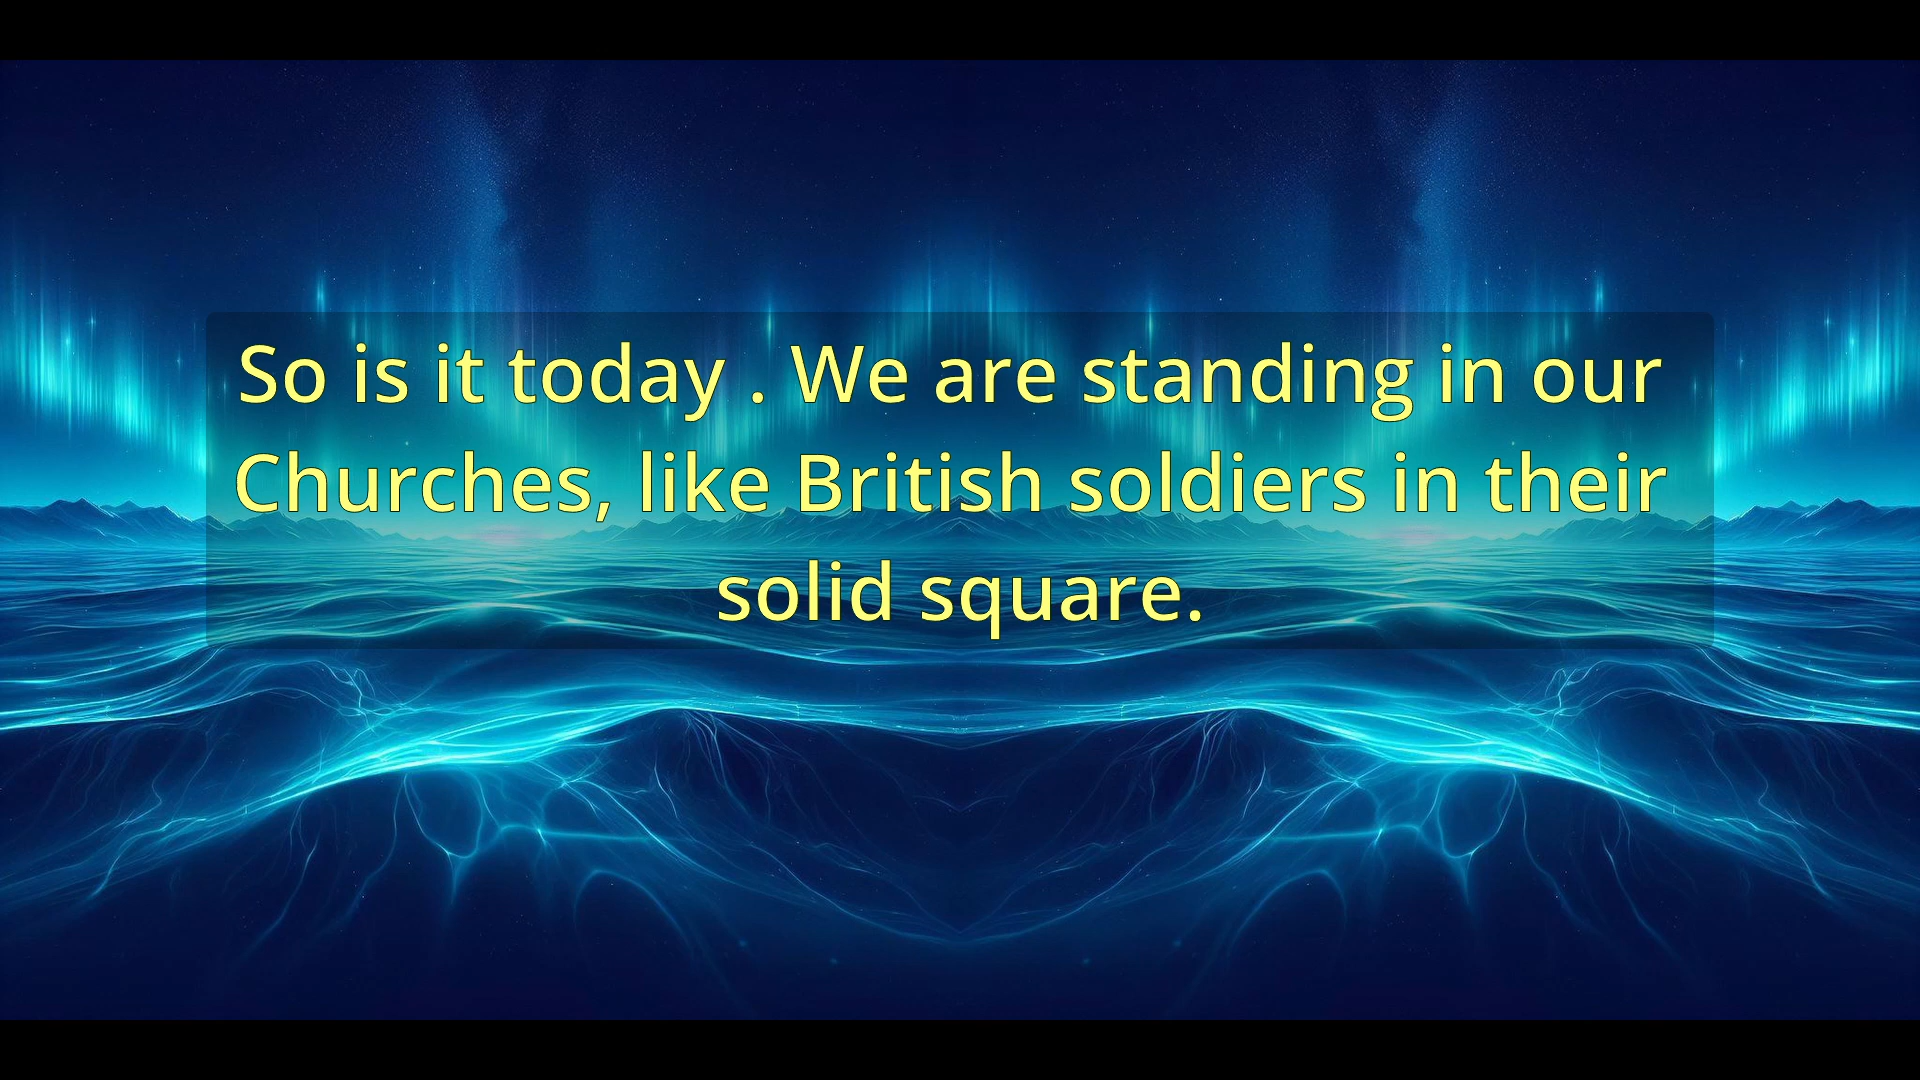 So is it today . We are standing in our
Churches, like British soldiers in their
solid square.